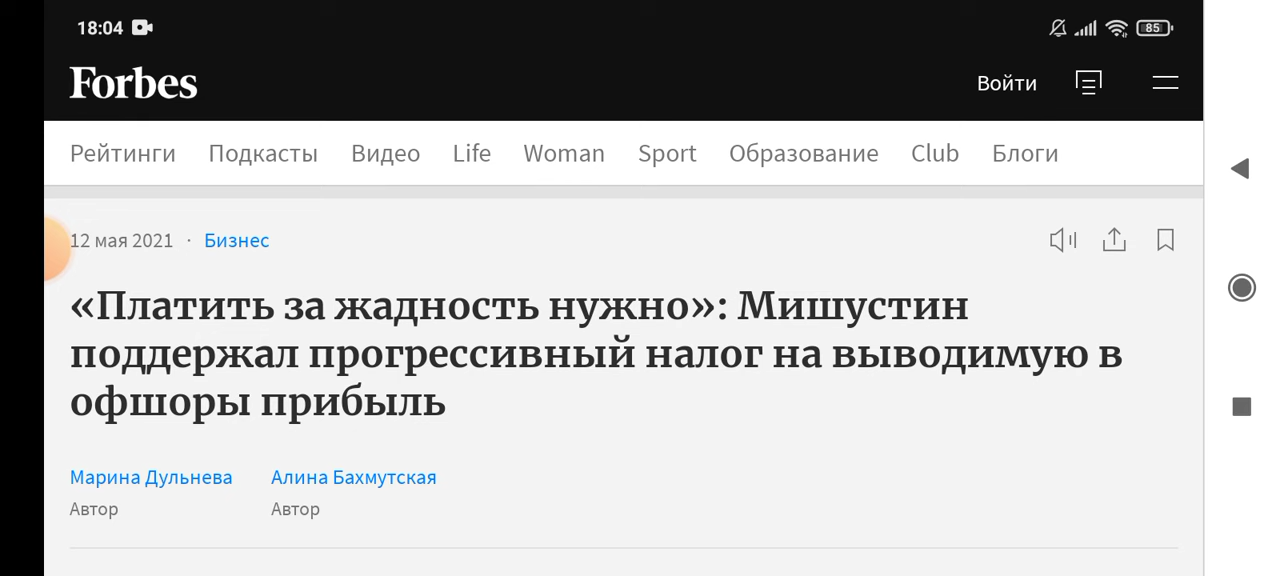 18:04 85
Forbes Войти
Рейтинги Подкасты Видео Life Woman Sport Образование Club Блоги
12 мая 2021 · Бизнес
«Платить за жадность нужно»: Мишустин
поддержал прогрессивный налог на выводимую в
офшоры прибыль
Марина Дульнева Алина Бахмутская
Автор Автор